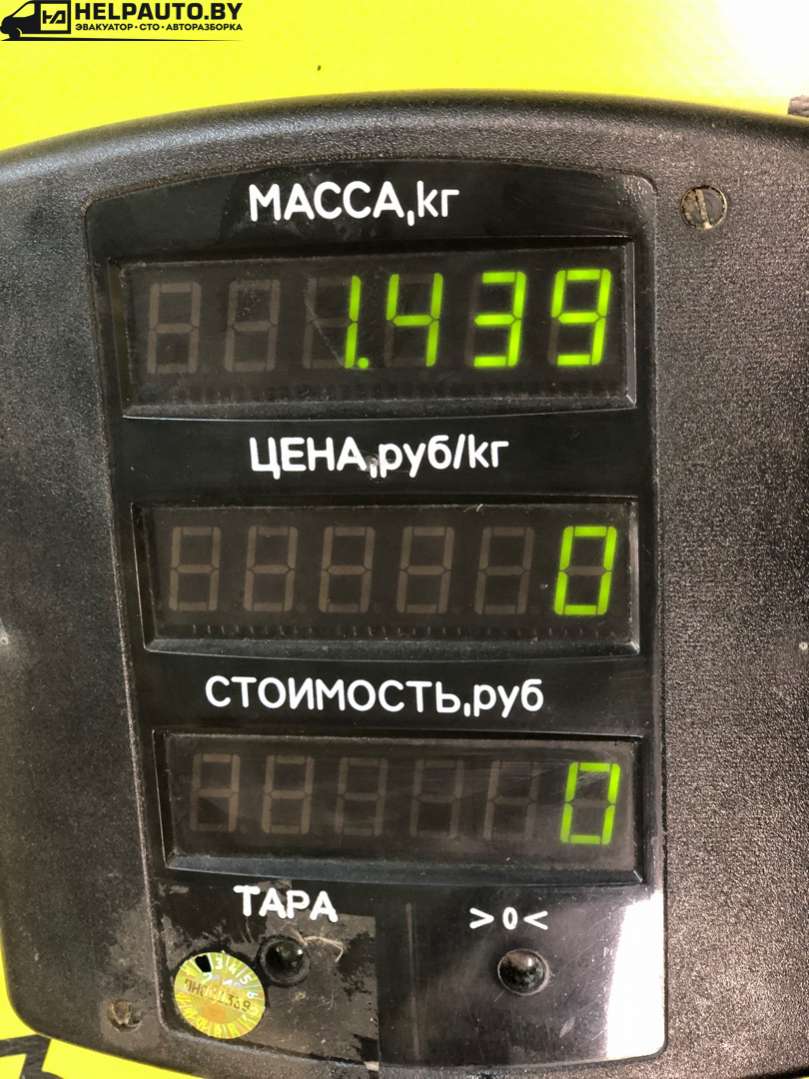 HELPAUTO.BY
ЭВАКУАТОР • СТО • АВТОРАЗБОРКА
МАССА,кг
1.439
ЦЕНА,руб/кг
0
СТОИМОСТЬ,руб
0
ТАРА >0<